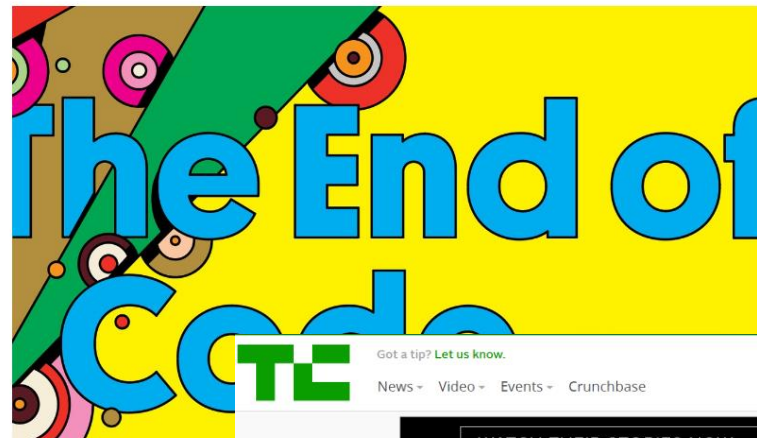 The End of
Code
TC
Got a tip? Let us know.
News Video Events Crunchbase